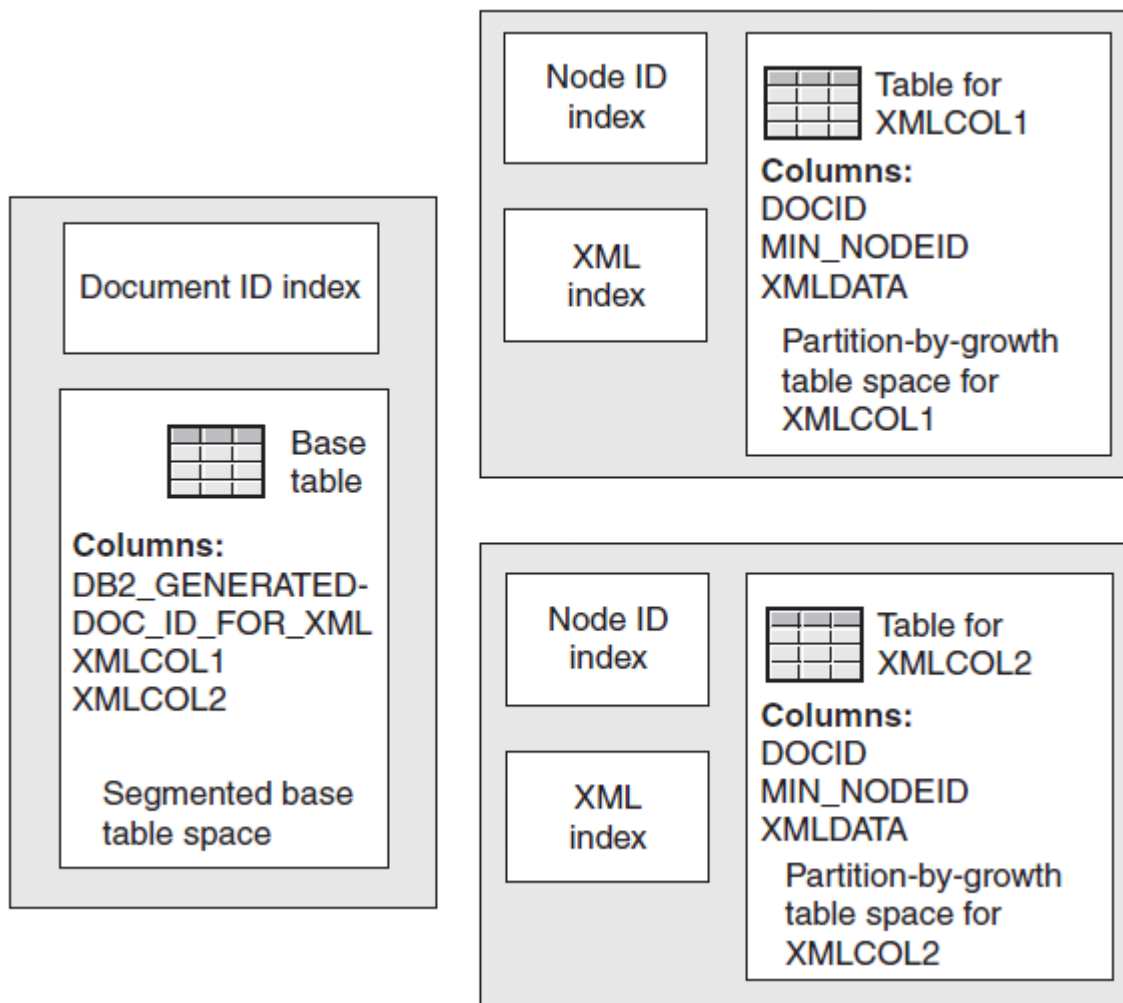 Document ID index
Base
table
Columns:
DB2_GENERATED-
DOC_ID_FOR_XML
XMLCOL1
XMLCOL2
Segmented base
table space
Node ID
index
XML
index
Table for
XMLCOL1
Columns:
DOCID
MIN_NODEID
XMLDATA
Partition-by-growth
table space for
XMLCOL1
Node ID
index
XML
index
Table for
XMLCOL2
Columns:
DOCID
MIN_NODEID
XMLDATA
Partition-by-growth
table space for
XMLCOL2